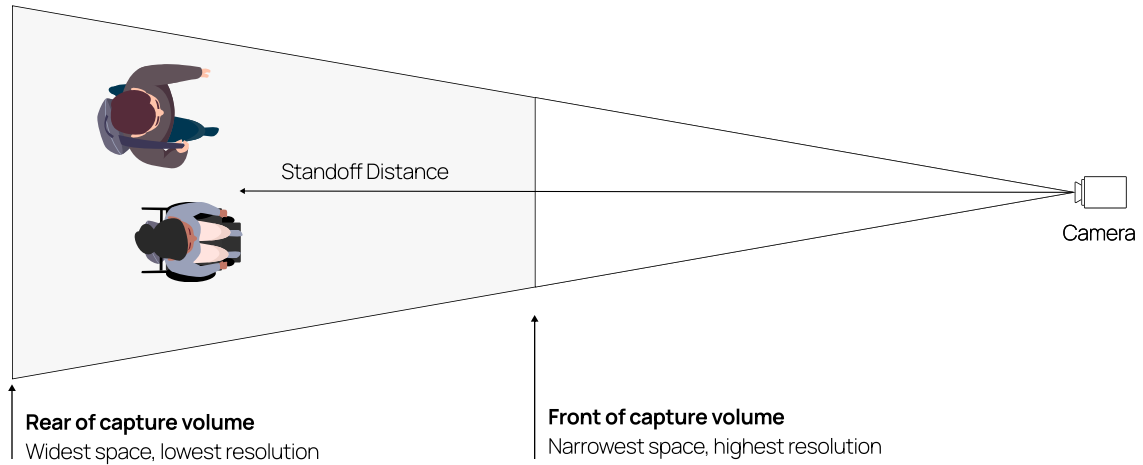 Standoff Distance
Camera
Rear of capture volume
Widest space, lowest resolution
Front of capture volume
Narrowest space, highest resolution